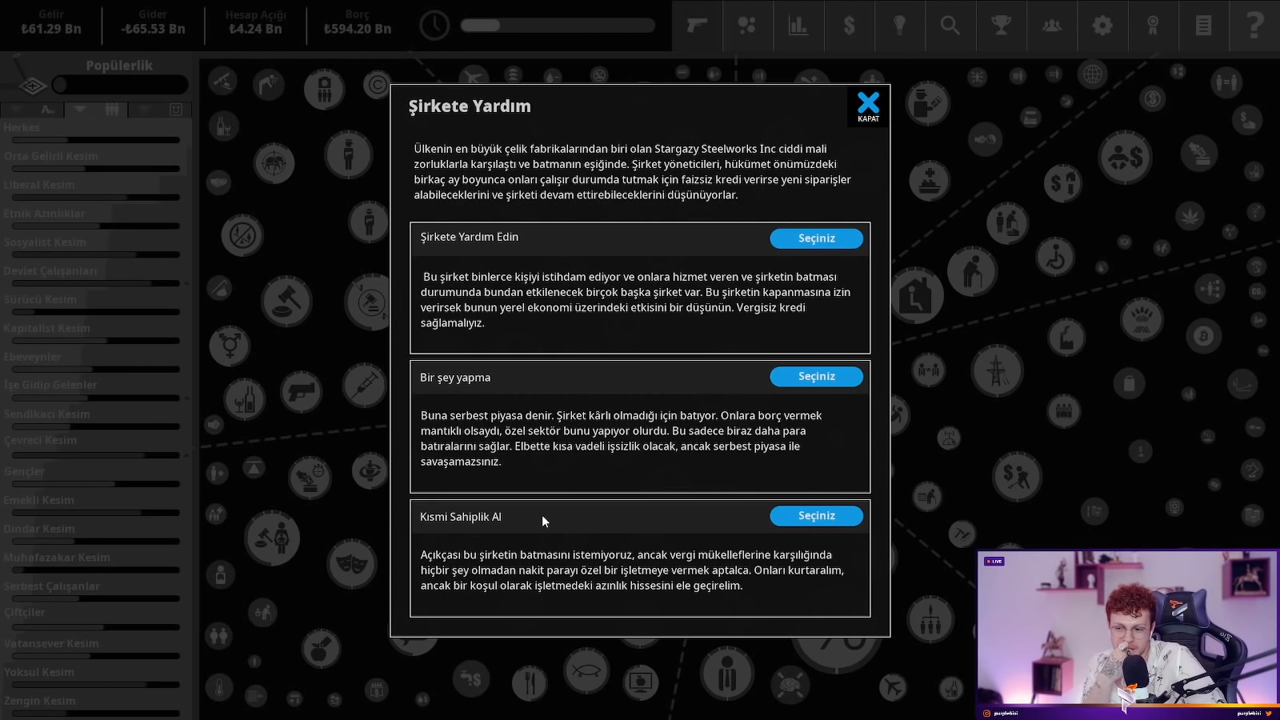 Gelir
₺61.29 Bn
Gider
-₺65.53 Bn
Hesap Açığı
₺4.24 Bn
Borç
₺594.20 Bn
Popülerlik
Herkes
Orta Gelirli Kesim
Liberal Kesim
Etnik Azınlıklar
Sosyalist Kesim
Devlet Çalışanları
Sürücü Kesim
Kapitalist Kesim
Ebeveynler
İşe Gidip Gelenler
Sendikacı Kesim
Çevreci Kesim
Gençler
Emekli Kesim
Dindar Kesim
Muhafazakar Kesim
Serbest Çalışanlar
Çiftçiler
Vatansever Kesim
Yoksul Kesim
Zengin Kesim
Şirkete Yardım
KAPAT
Ülkenin en büyük çelik fabrikalarından biri olan Stargazy Steelworks Inc ciddi mali
zorluklarla karşılaştı ve batmanın eşiğinde. Şirket yöneticileri, hükümet önümüzdeki
birkaç ay boyunca onları çalışır durumda tutmak için faizsiz kredi verirse yeni siparişler
alabileceklerini ve şirketi devam ettirebileceklerini düşünüyorlar.
Şirkete Yardım Edin
Seçiniz
Bu şirket binlerce kişiyi istihdam ediyor ve onlara hizmet veren ve şirketin batması
durumunda bundan etkilenecek birçok başka şirket var. Bu şirketin kapanmasına izin
verirsek bunun yerel ekonomi üzerindeki etkisini bir düşünün. Vergisiz kredi
sağlamalıyız.
Bir şey yapma
Seçiniz
Buna serbest piyasa denir. Şirket kârlı olmadığı için batıyor. Onlara borç vermek
mantıklı olsaydı, özel sektör bunu yapıyor olurdu. Bu sadece biraz daha para
batıralarını sağlar. Elbette kısa vadeli işsizlik olacak, ancak serbest piyasa ile
savaşamazsınız.
Kısmi Sahiplik Al
Seçiniz
Açıkçası bu şirketin batmasını istemiyoruz, ancak vergi mükelleflerine karşılığında
hiçbir şey olmadan nakit parayı özel bir işletmeye vermek aptalca. Onları kurtaralım,
ancak bir koşul olarak işletmedeki azınlık hissesini ele geçirelim.
LIVE
purplebixi
purplebixi